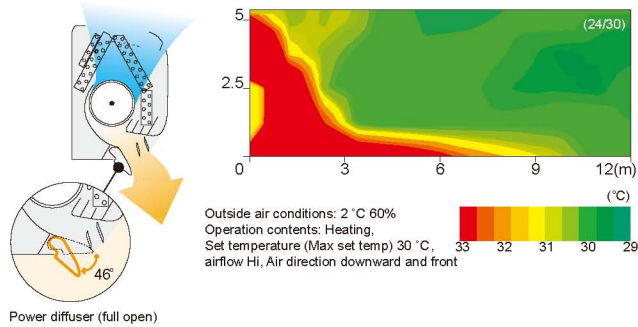 5
2.5
0
0
3
6
9
12(m)
(24/30)
46°
Power diffuser (full open)
Outside air conditions: 2 °C 60%
Operation contents: Heating,
Set temperature (Max set temp) 30 °C,
airflow Hi, Air direction downward and front
(°C)
33 32 31 30 29